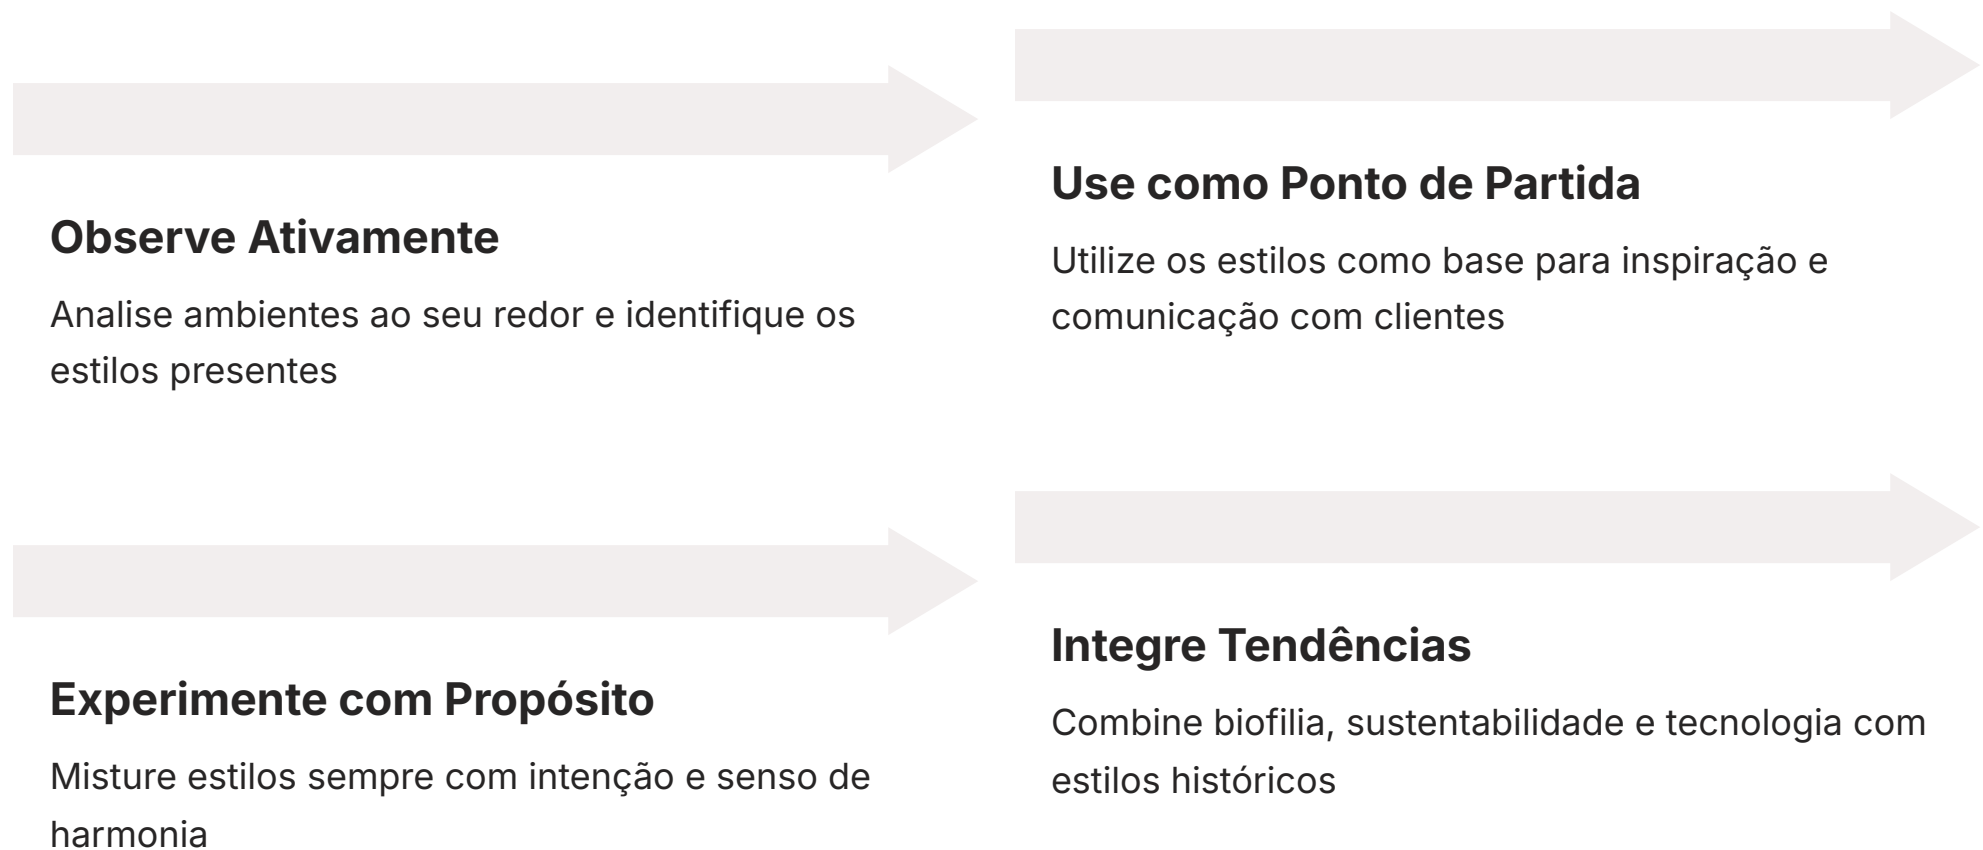 Observe Ativamente
Analise ambientes ao seu redor e identifique os
estilos presentes
Use como Ponto de Partida
Utilize os estilos como base para inspiração e
comunicação com clientes
Experimente com Propósito
Misture estilos sempre com intenção e senso de
harmonia
Integre Tendências
Combine biofilia, sustentabilidade e tecnologia com
estilos históricos